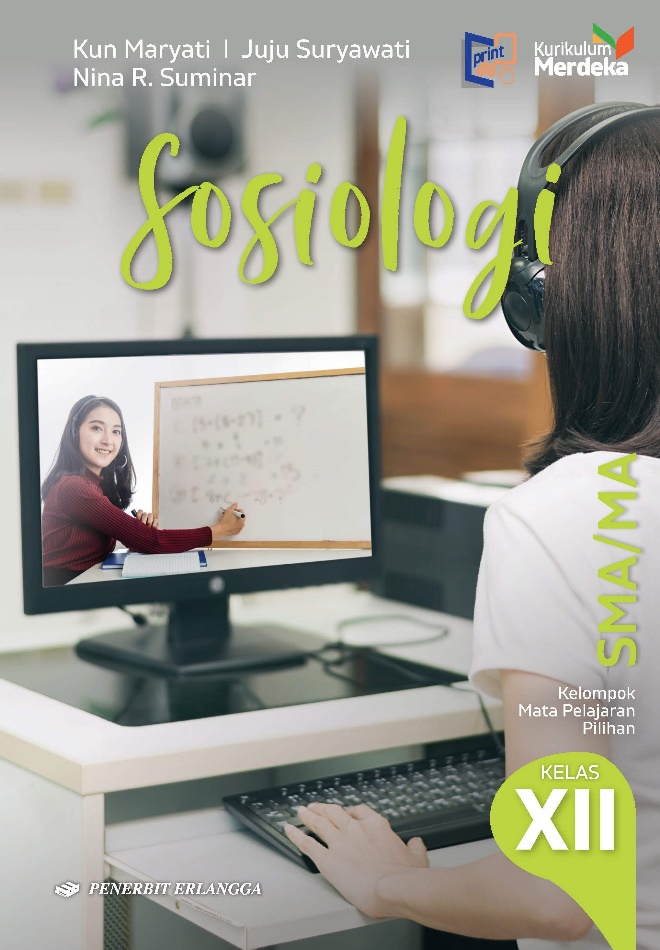 Kun Maryati | Juju Suryawati
Nina R. Suminar
print
Kurikulum
Merdeka
Sosiologi
SMA/MA
Kelompok
Mata Pelajaran
Pilihan
KELAS
XII
PENERBIT ERLANGGA